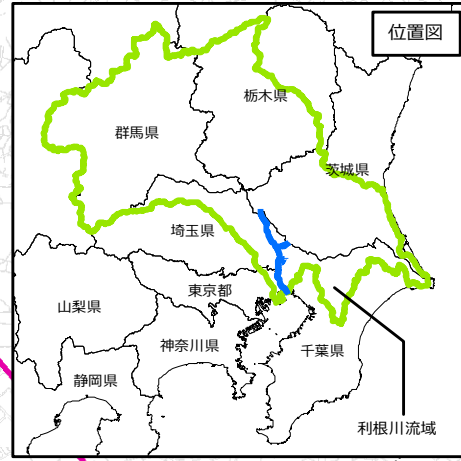 位置図
栃木県
群馬県
茨城県
埼玉県
東京都
山梨県
神奈川県
千葉県
静岡県
利根川流域